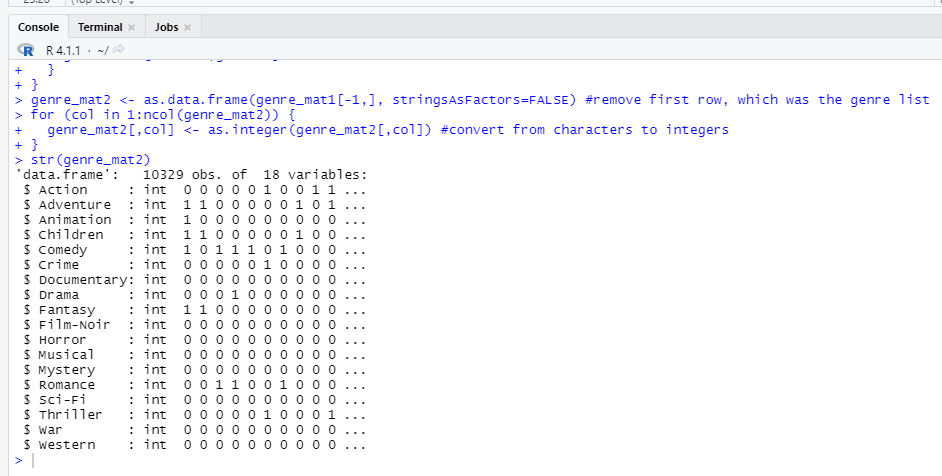 (Top Level)
Console Terminal × Jobs ×
R R 4.1.1 · ~/
+ }
+ }
> genre_mat2 <- as.data.frame(genre_mat1[-1,], stringsAsFactors=FALSE) #remove first row, which was the genre list
> for (col in 1:ncol(genre_mat2)) {
+ genre_mat2[,col] <- as.integer(genre_mat2[,col]) #convert from characters to integers
+ }
> str(genre_mat2)
'data.frame': 10329 obs. of 18 variables:
$ Action : int 0 0 0 0 0 1 0 0 1 1 ...
$ Adventure : int 1 1 0 0 0 0 0 1 0 1 ...
$ Animation : int 1 0 0 0 0 0 0 0 0 0 ...
$ Children : int 1 1 0 0 0 0 0 1 0 0 ...
$ Comedy : int 1 0 1 1 1 0 1 0 0 0 ...
$ Crime : int 0 0 0 0 0 1 0 0 0 0 ...
$ Documentary: int 0 0 0 0 0 0 0 0 0 0 ...
$ Drama : int 0 0 0 1 0 0 0 0 0 0 ...
$ Fantasy : int 1 1 0 0 0 0 0 0 0 0 ...
$ Film-Noir : int 0 0 0 0 0 0 0 0 0 0 ...
$ Horror : int 0 0 0 0 0 0 0 0 0 0 ...
$ Musical : int 0 0 0 0 0 0 0 0 0 0 ...
$ Mystery : int 0 0 0 0 0 0 0 0 0 0 ...
$ Romance : int 0 0 1 1 0 0 1 0 0 0 ...
$ Sci-Fi : int 0 0 0 0 0 0 0 0 0 0 ...
$ Thriller : int 0 0 0 0 0 1 0 0 0 1 ...
$ War : int 0 0 0 0 0 0 0 0 0 0 ...
$ Western : int 0 0 0 0 0 0 0 0 0 0 ...
>